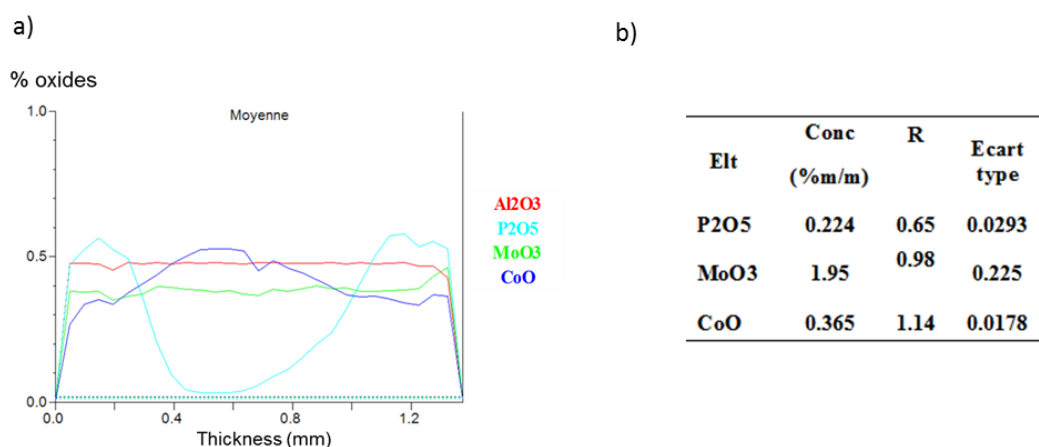 a)
b)
% oxides
1.0
0.5
0.0
Moyenne
0.0 0.4 0.8 1.2
Thickness (mm)
Al2O3
P2O5
MoO3
CoO
Elt Conc (%m/m) R Ecart type
P2O5 0.224 0.65 0.0293
MoO3 1.95 0.98 0.225
CoO 0.365 1.14 0.0178